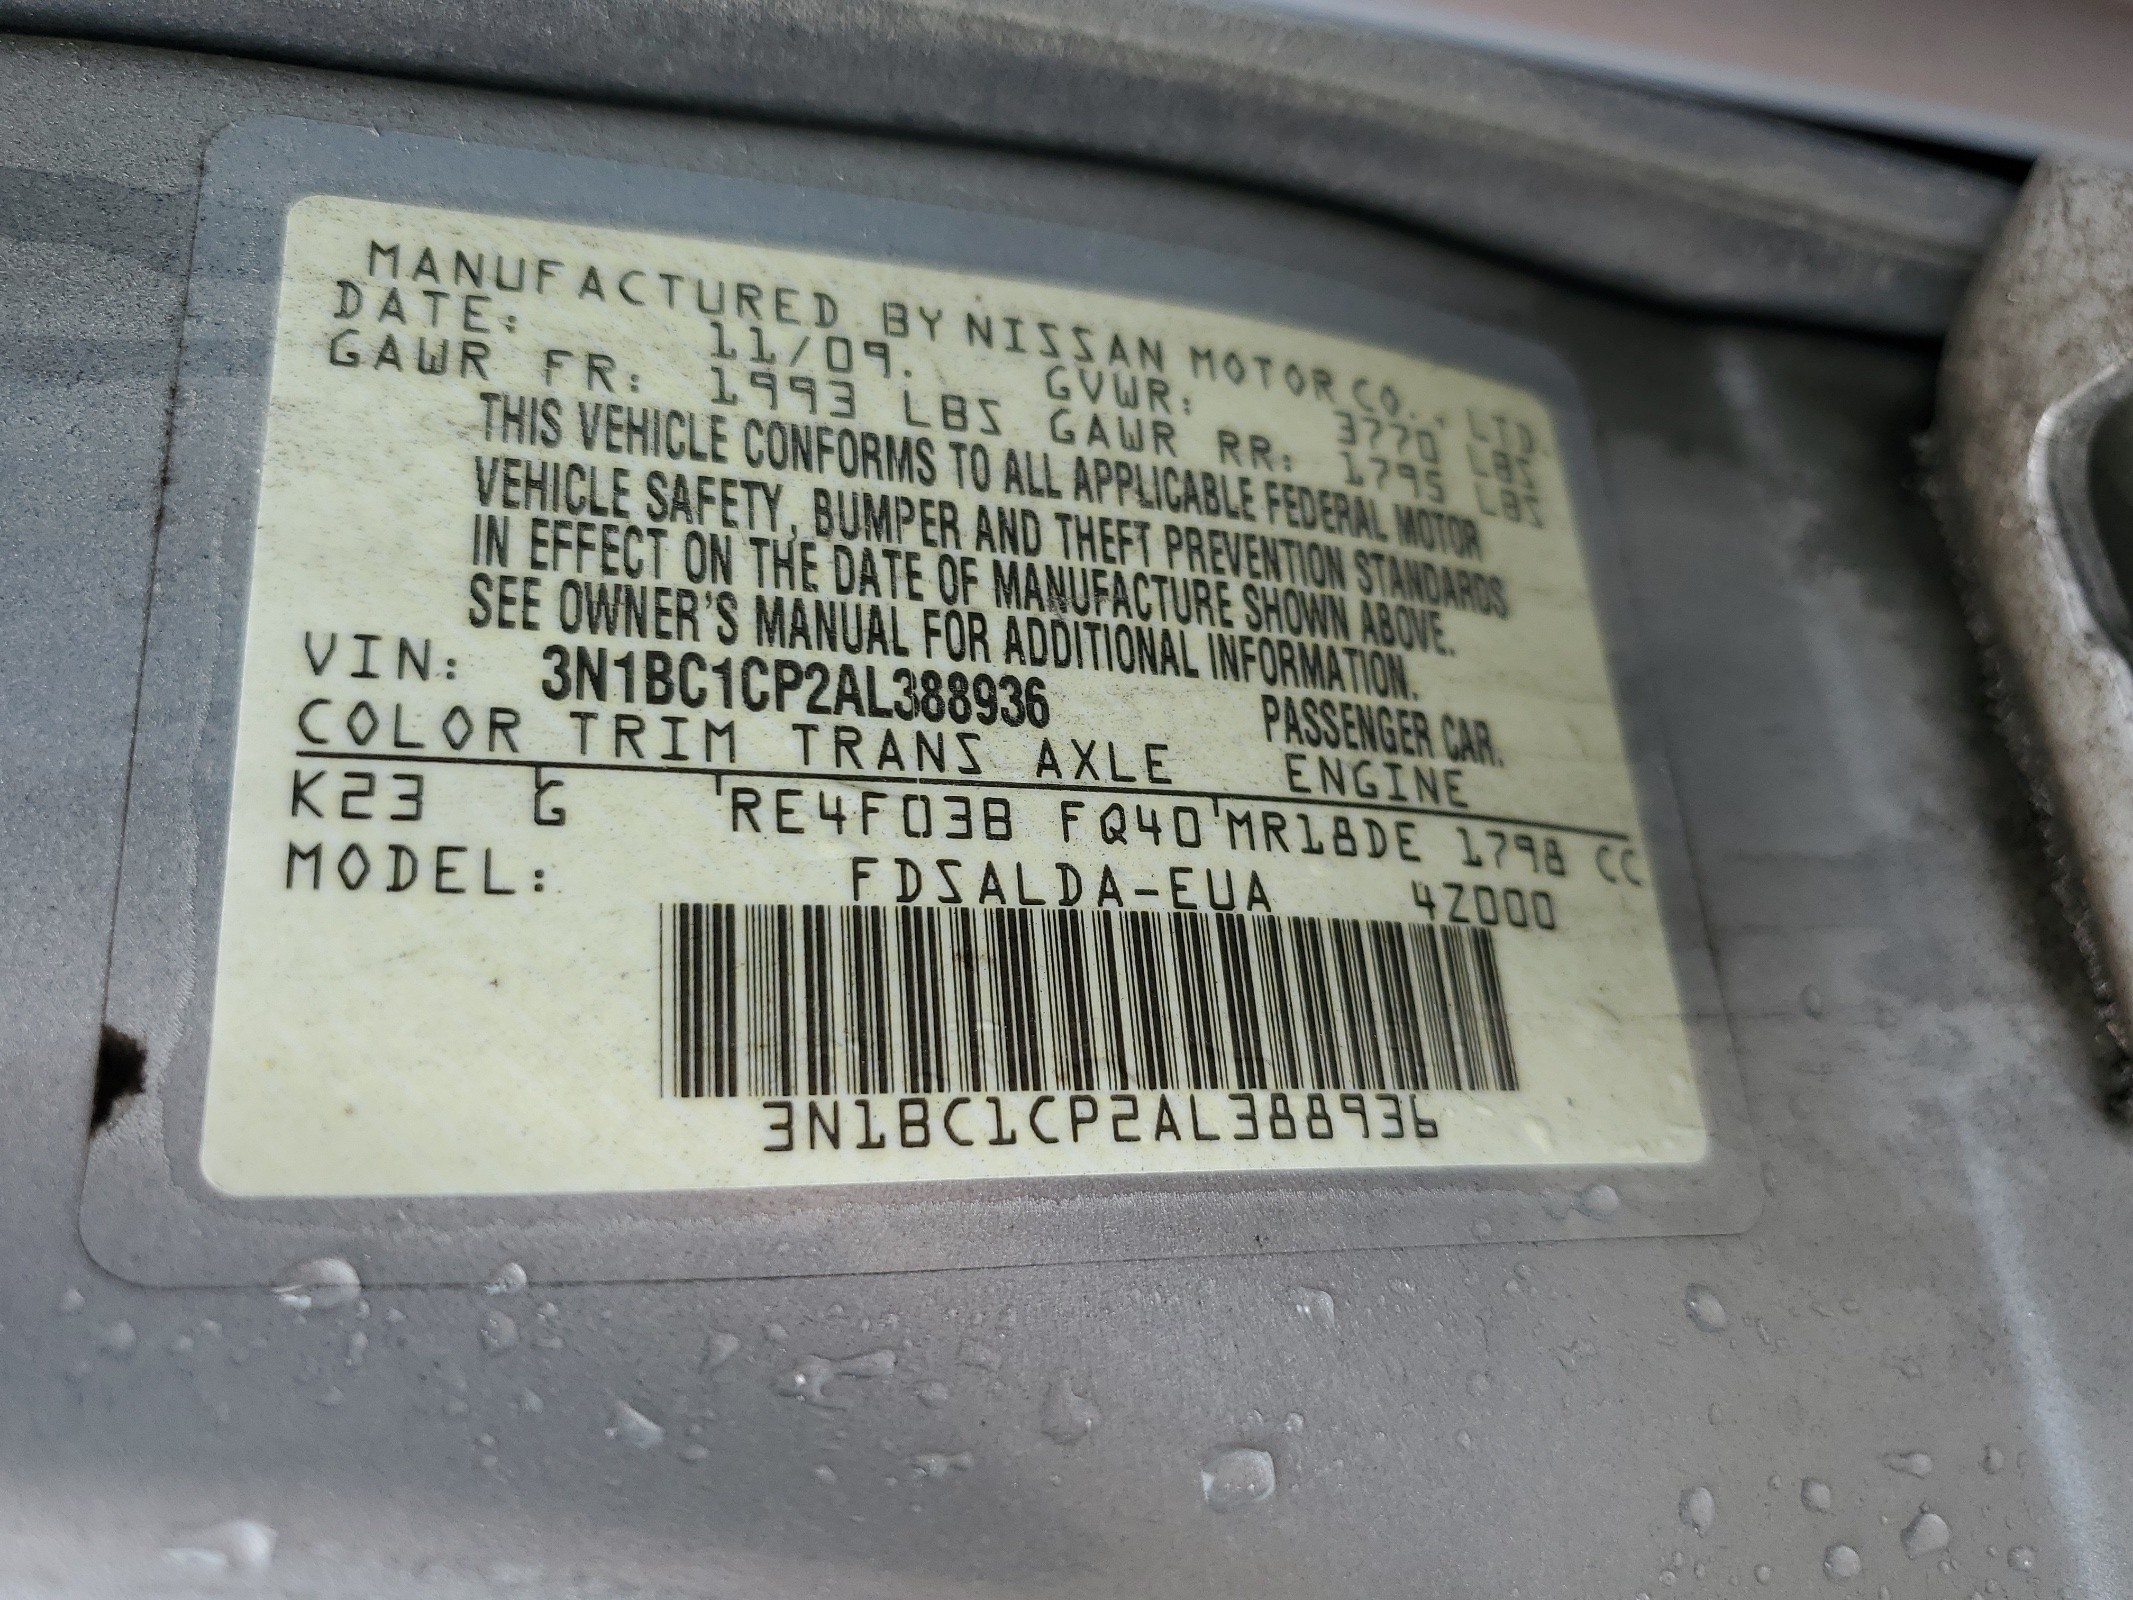 MANUFACTURED BY NISSAN MOTOR CO., LTD.
DATE: 11/09. GVWR: 3770 LBS
GAWR FR: 1993 LBS GAWR RR: 1795 LBS
THIS VEHICLE CONFORMS TO ALL APPLICABLE FEDERAL MOTOR
VEHICLE SAFETY, BUMPER AND THEFT PREVENTION STANDARDS
IN EFFECT ON THE DATE OF MANUFACTURE SHOWN ABOVE.
SEE OWNER'S MANUAL FOR ADDITIONAL INFORMATION.
VIN: 3N1BC1CP2AL388936 PASSENGER CAR.
COLOR TRIM TRANS AXLE ENGINE
K23 G RE4F03B FQ40 MR18DE 1798 CC
MODEL: FDSALDA-EUA 4Z000
3N1BC1CP2AL388936